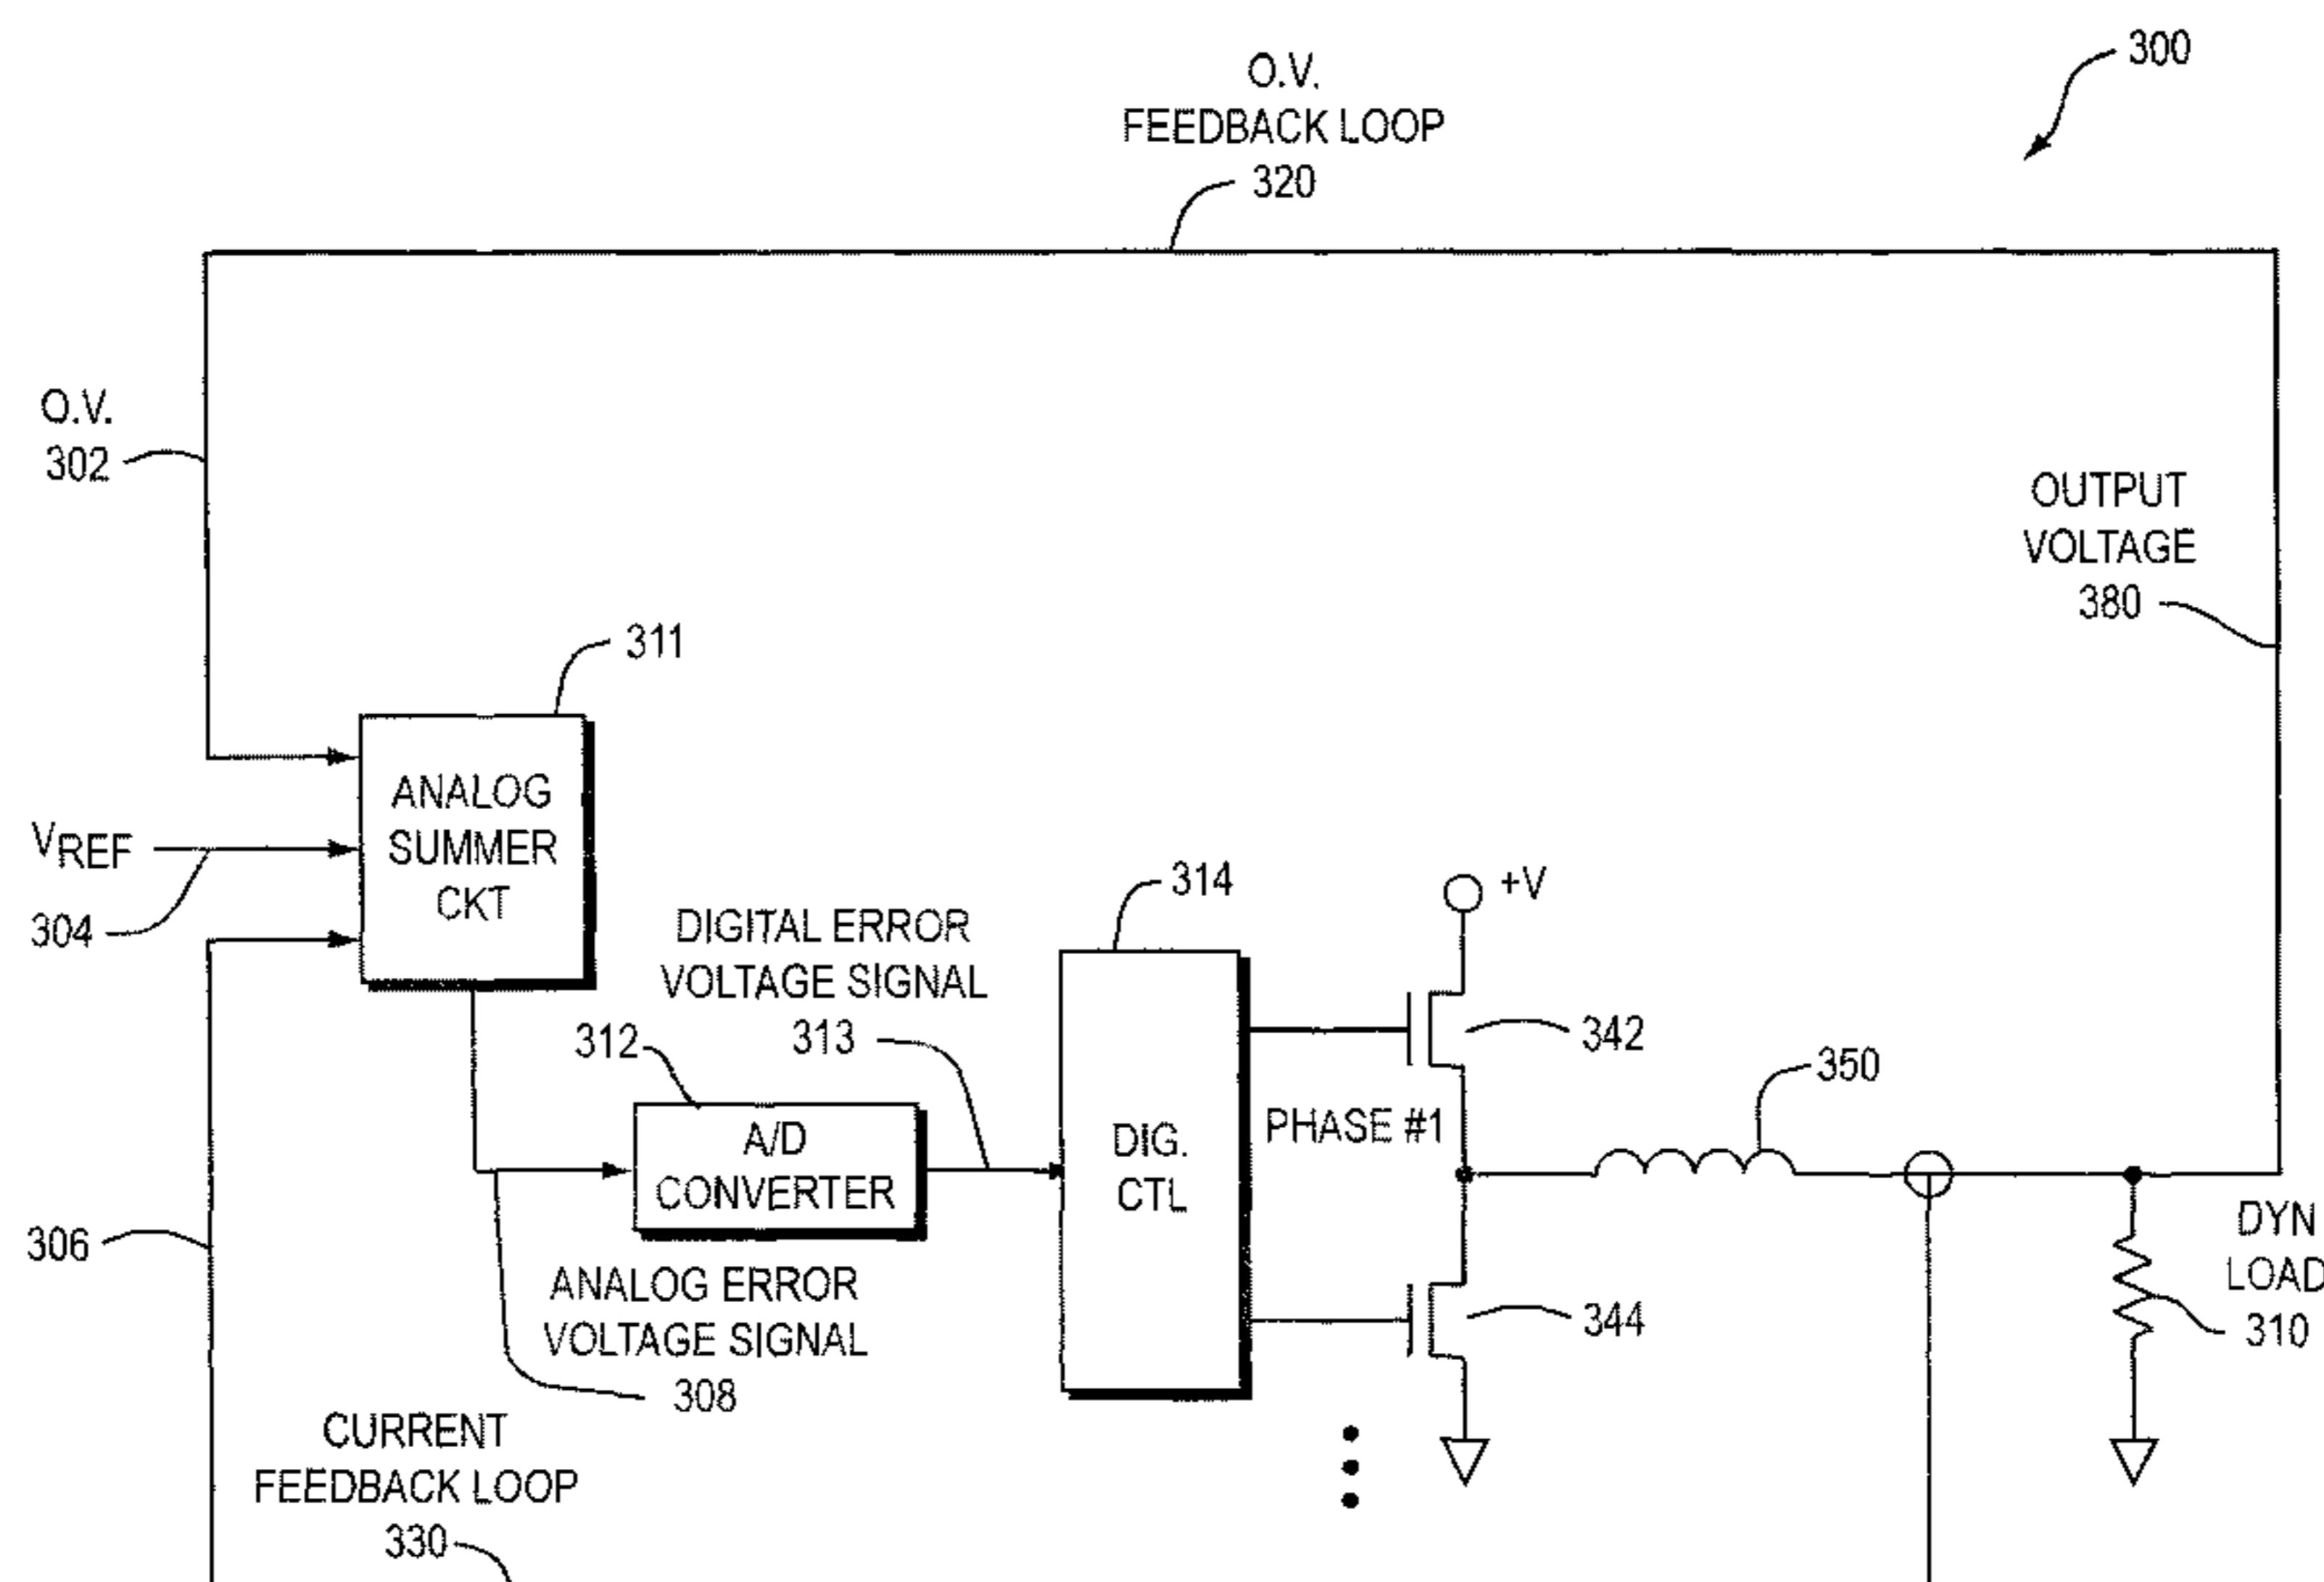 300
O.V.
FEEDBACK LOOP
320
O.V.
302
OUTPUT
VOLTAGE
380
311
ANALOG
SUMMER
CKT
VREF
304
314
+V
DIGITAL ERROR
VOLTAGE SIGNAL
313
312
342
350
A/D
CONVERTER
PHASE #1
DIG.
CTL
306
DYN
LOAD
310
ANALOG ERROR
VOLTAGE SIGNAL
308
344
CURRENT
FEEDBACK LOOP
330